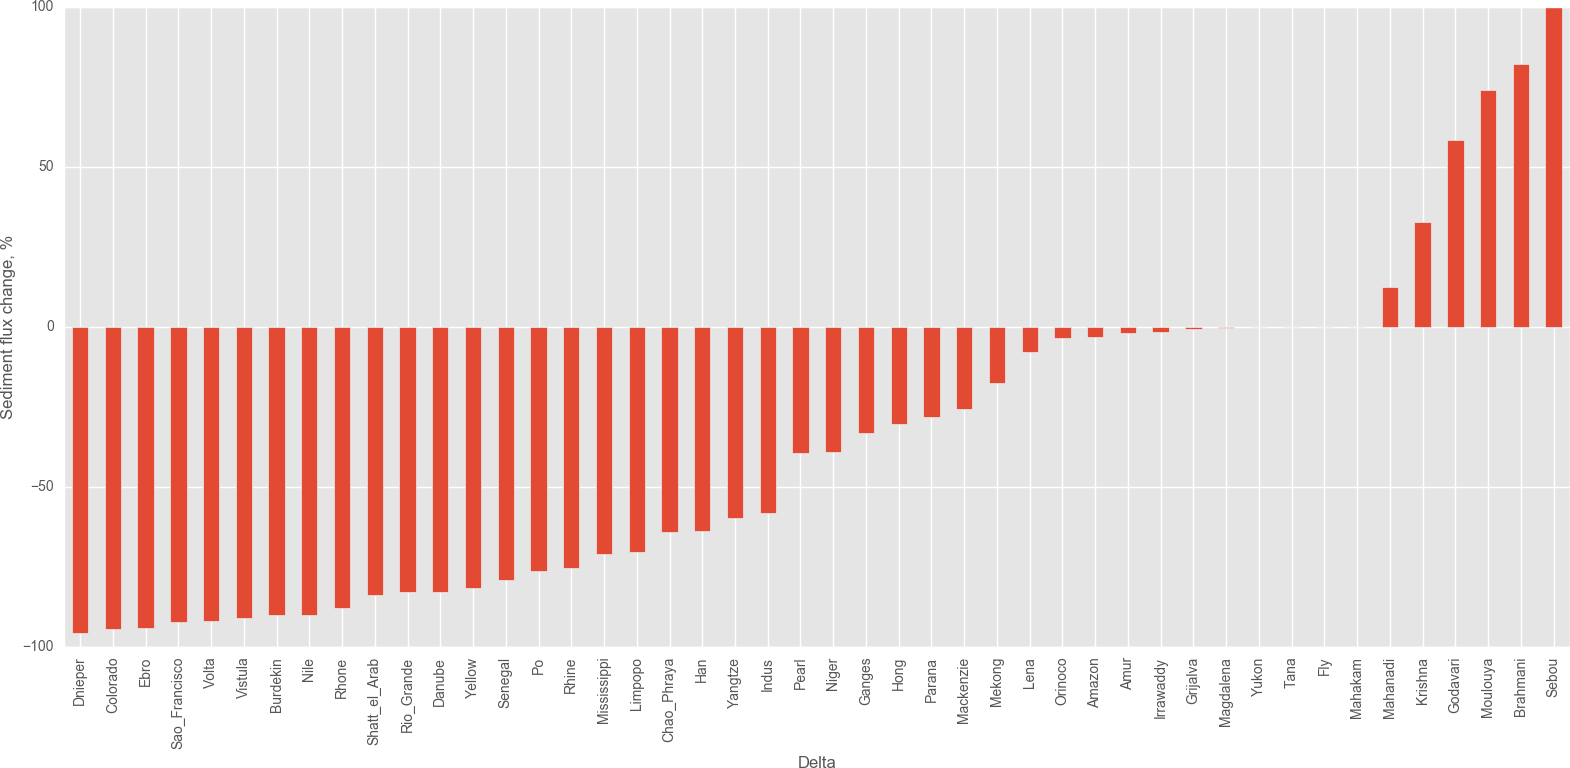 100
50
0
−50
−100
Sediment flux change, %
Dnieper
Colorado
Ebro
Sao_Francisco
Volta
Vistula
Burdekin
Nile
Rhone
Shatt_el_Arab
Rio_Grande
Danube
Yellow
Senegal
Po
Rhine
Mississippi
Limpopo
Chao_Phraya
Han
Yangtze
Indus
Pearl
Niger
Ganges
Hong
Parana
Mackenzie
Mekong
Lena
Orinoco
Amazon
Amur
Irrawaddy
Grijalva
Magdalena
Yukon
Tana
Fly
Mahakam
Mahanadi
Krishna
Godavari
Moulouya
Brahmani
Sebou
Delta